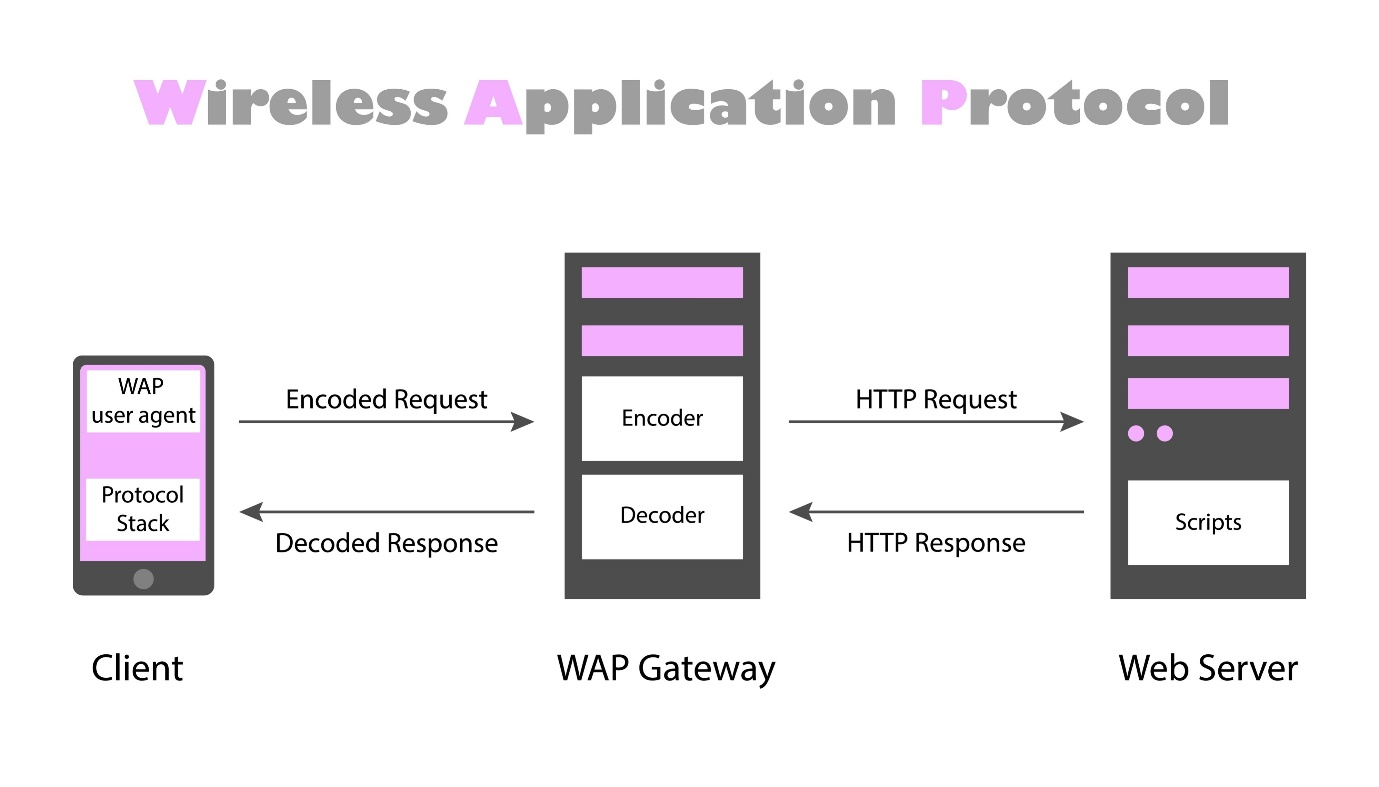 Wireless Application Protocol
WAP
user agent
Protocol
Stack
Client
Encoded Request
Decoded Response
Encoder
Decoder
WAP Gateway
HTTP Request
HTTP Response
Scripts
Web Server